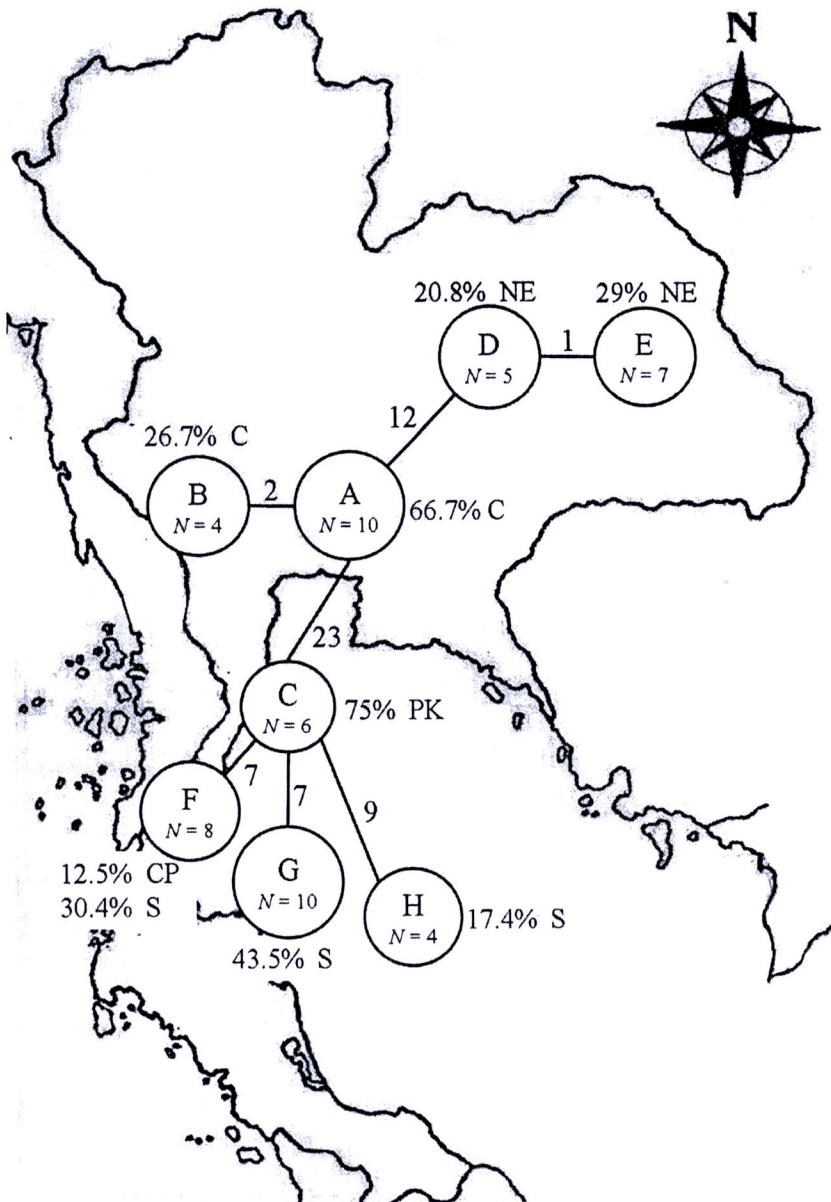 N
20.8% NE
29% NE
D
N = 5
1
E
N = 7
12
26.7% C
B
N = 4
2
A
N = 10
66.7% C
23
C
N = 6
75% PK
7
7
9
F
N = 8
12.5% CP
30.4% S
G
N = 10
43.5% S
H
N = 4
17.4% S